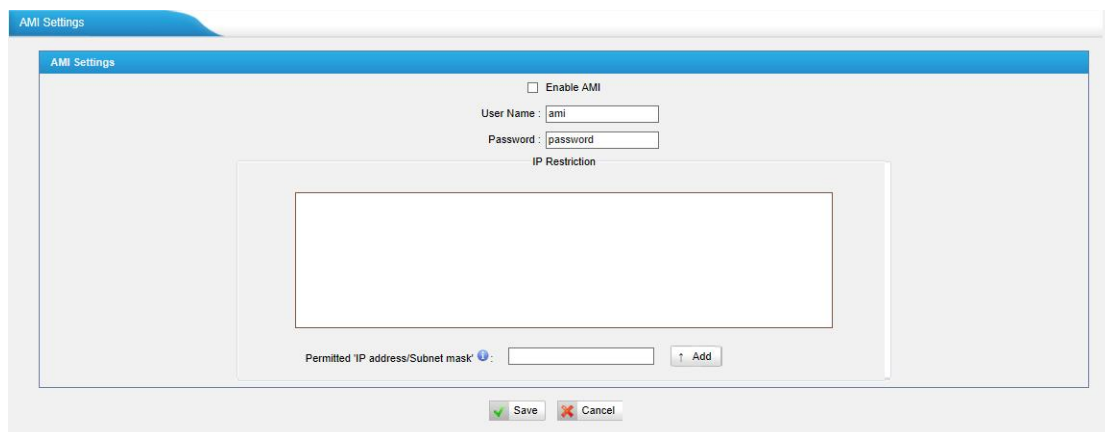 AMI Settings
AMI Settings
Enable AMI
User Name : ami
Password : password
IP Restriction
Permitted 'IP address/Subnet mask' : ↑ Add
Save Cancel